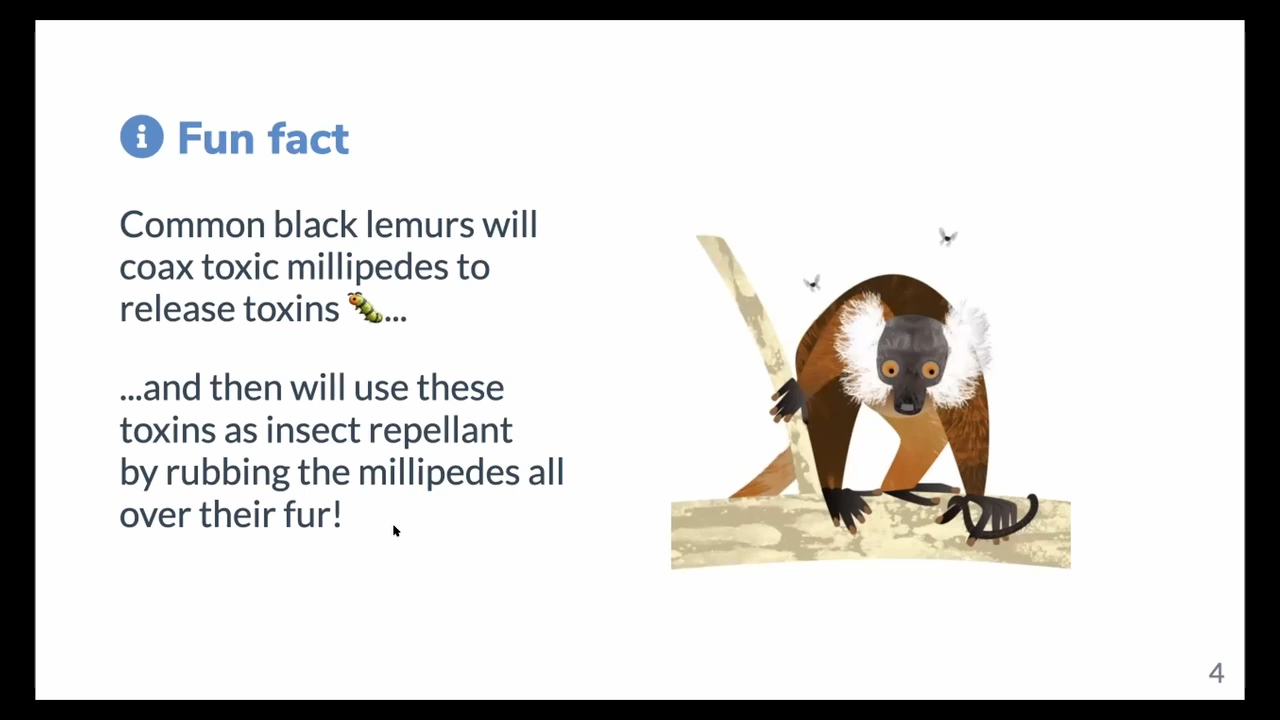 Fun fact
Common black lemurs will
coax toxic millipedes to
release toxins 🐛...
...and then will use these
toxins as insect repellant
by rubbing the millipedes all
over their fur!
4